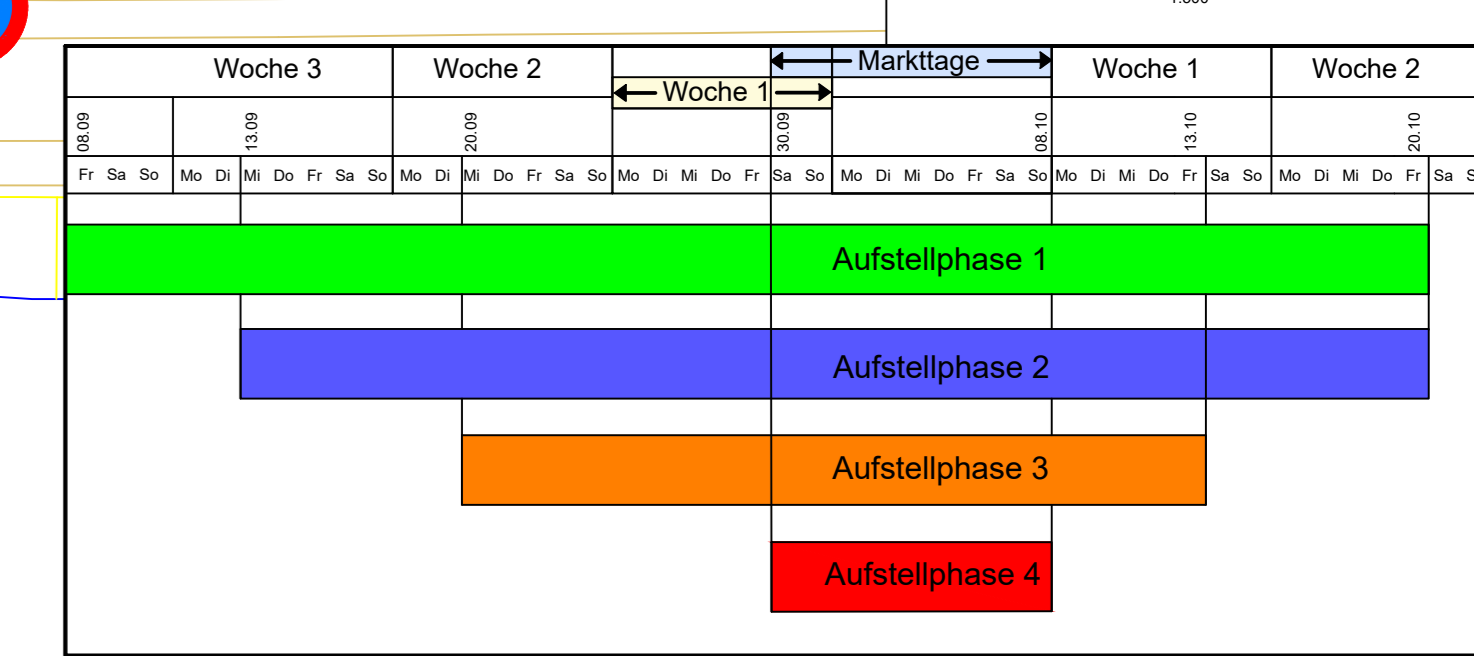 Woche 3 Woche 2 Markttage Woche 1 Woche 2
Woche 1
08.09 13.09 20.09 30.09 08.10 13.10 20.10
Fr Sa So Mo Di Mi Do Fr Sa So Mo Di Mi Do Fr Sa So Mo Di Mi Do Fr Sa So Mo Di Mi Do Fr Sa So Mo Di Mi Do Fr Sa So Mo Di Mi Do Fr Sa
Aufstellphase 1
Aufstellphase 2
Aufstellphase 3
Aufstellphase 4